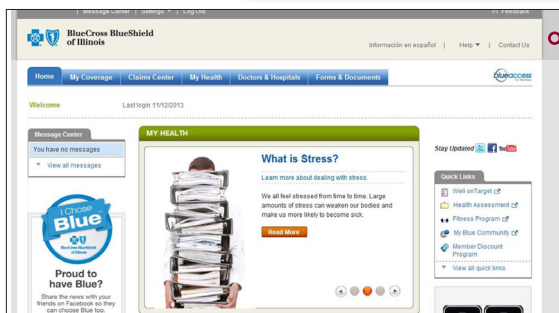 | Message Center | Settings ▼ | Log Out
Feedback
BlueCross BlueShield
of Illinois
Información en español | Help ▼ | Contact Us
Home My Coverage Claims Center My Health Doctors & Hospitals Forms & Documents
blueaccess
Welcome Last login 11/12/2013
Message Center
You have no messages
View all messages
MY HEALTH
What is Stress?
Learn more about dealing with stress.
We all feel stressed from time to time. Large
amounts of stress can weaken our bodies and
make us more likely to become sick.
Read More
I Chose
Blue
BlueCross BlueShield
of Illinois
Proud to
have Blue?
Share the news with your
friends on Facebook so they
can choose Blue too.
Stay Updated You Tube
Quick Links
Well onTarget
Health Assessment
Fitness Program
My Blue Community
Member Discount
Program
View all quick links